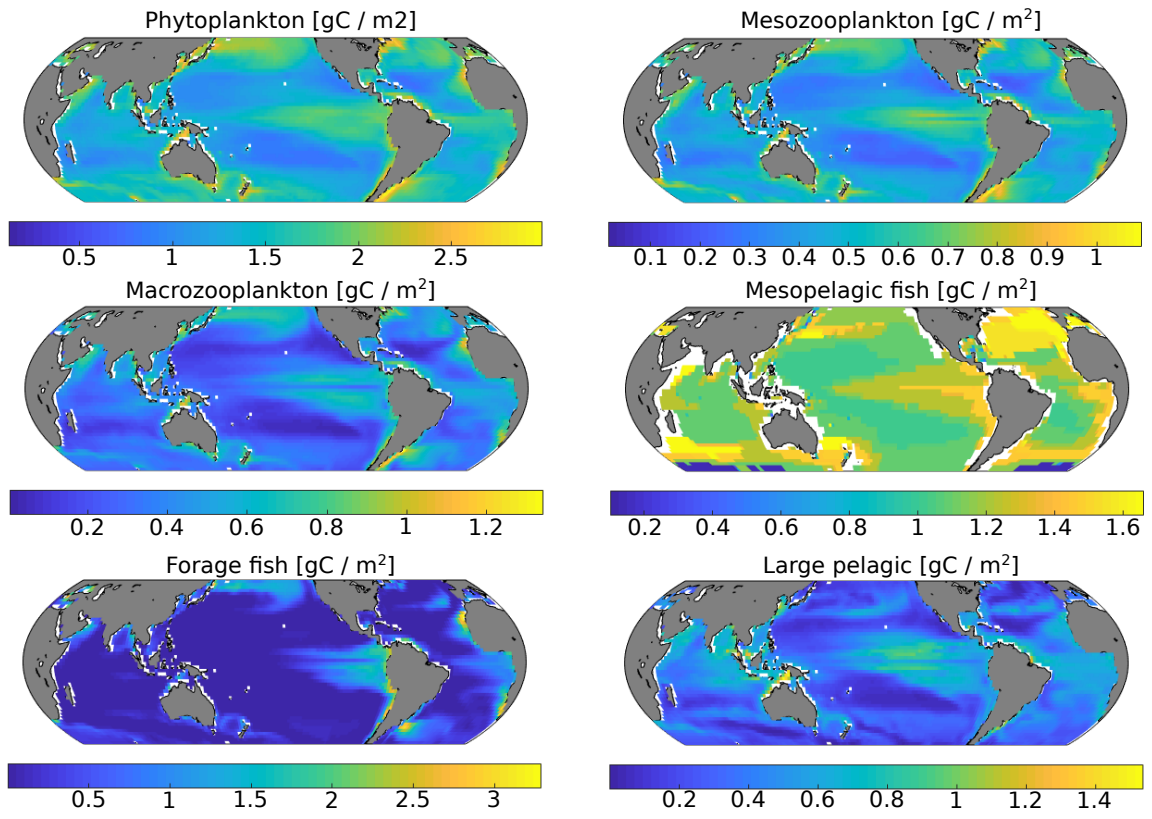 Phytoplankton [gC / m2]
Mesozooplankton [gC / m²]
0.5 1 1.5 2 2.5
0.1 0.2 0.3 0.4 0.5 0.6 0.7 0.8 0.9 1
Macrozooplankton [gC / m²]
Mesopelagic fish [gC / m²]
0.2 0.4 0.6 0.8 1 1.2
0.2 0.4 0.6 0.8 1 1.2 1.4 1.6
Forage fish [gC / m²]
Large pelagic [gC / m²]
0.5 1 1.5 2 2.5 3
0.2 0.4 0.6 0.8 1 1.2 1.4